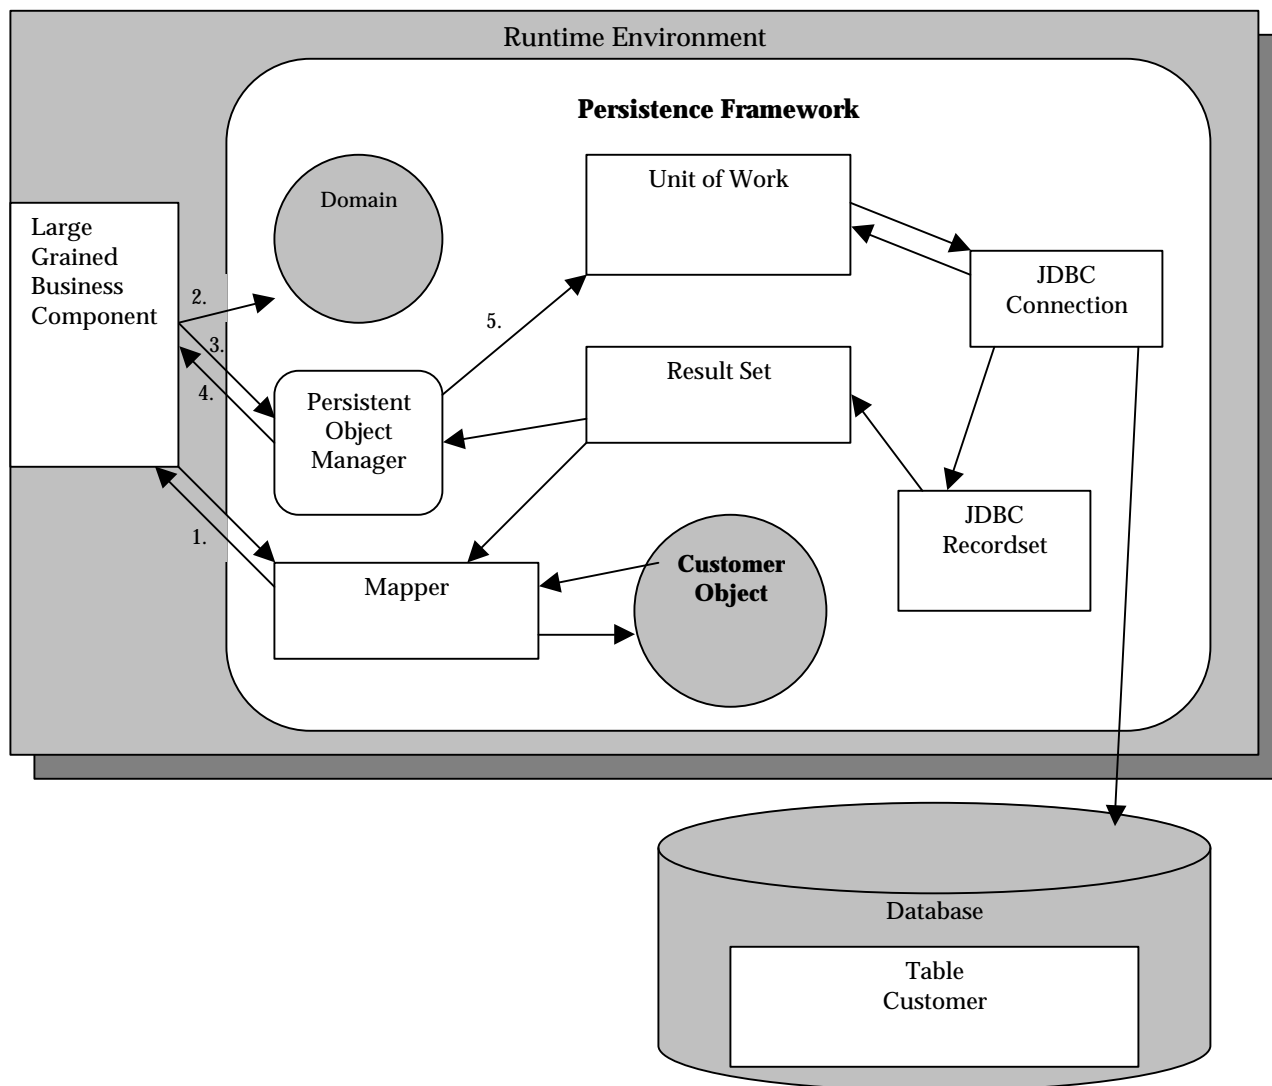 Runtime Environment
Persistence Framework
Domain
Unit of Work
Large
Grained
Business
Component
JDBC
Connection
2.
3.
4.
5.
Result Set
Persistent
Object
Manager
JDBC
Recordset
1.
Mapper
Customer
Object
Database
Table
Customer